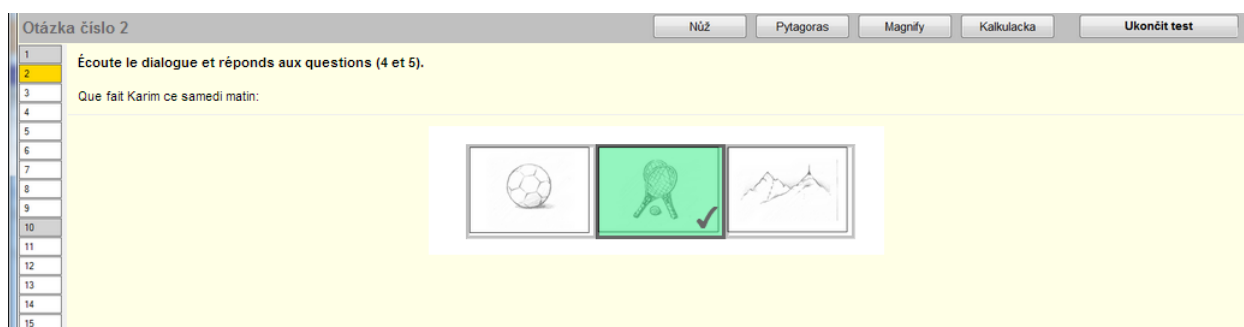 Otázka číslo 2
Nůž
Pytagoras
Magnify
Kalkulacka
Ukončit test
1
2
3
4
5
6
7
8
9
10
11
12
13
14
15
Écoute le dialogue et réponds aux questions (4 et 5).
Que fait Karim ce samedi matin: